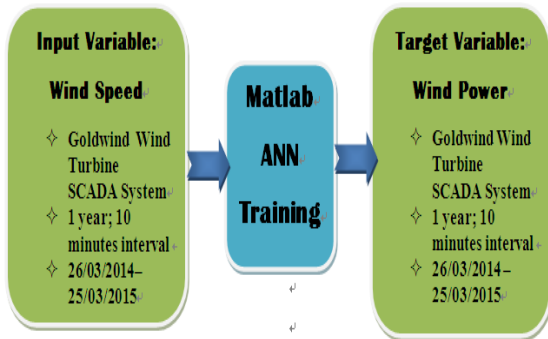 Input Variable:
Wind Speed
✧ Goldwind Wind
Turbine
SCADA System
✧ 1 year; 10
minutes interval
✧ 26/03/2014–
25/03/2015
Matlab
ANN
Training
Target Variable:
Wind Power
✧ Goldwind Wind
Turbine
SCADA System
✧ 1 year; 10
minutes interval
✧ 26/03/2014–
25/03/2015